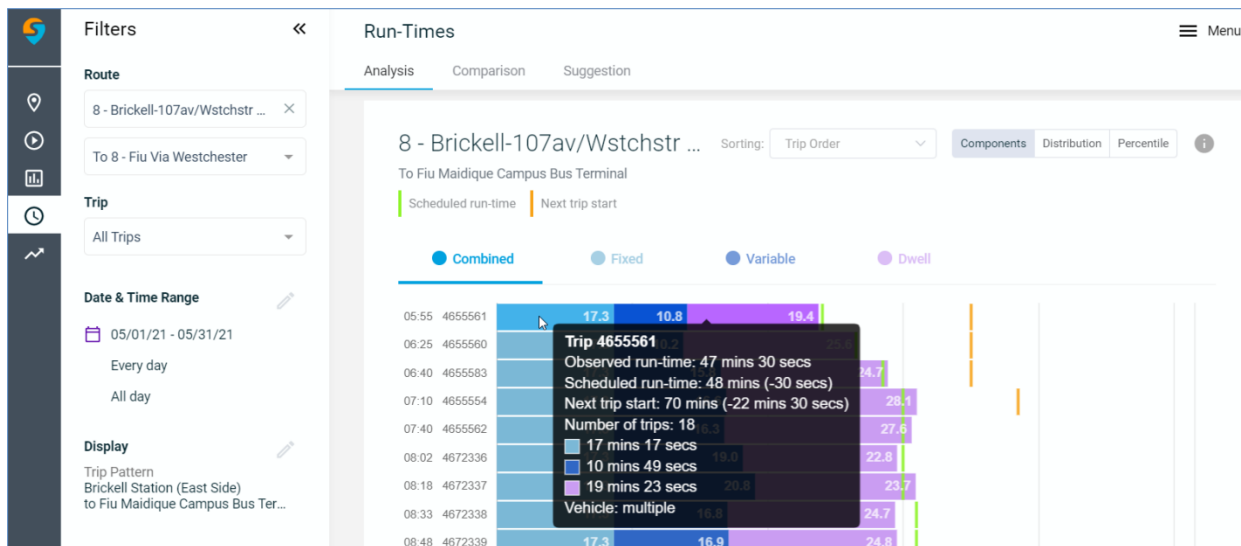 Filters
Route
8 - Brickell-107av/Wstchstr ...
To 8 - Fiu Via Westchester
Trip
All Trips
Date & Time Range
05/01/21 - 05/31/21
Every day
All day
Display
Trip Pattern
Brickell Station (East Side)
to Fiu Maidique Campus Bus Ter...
Run-Times
Menu
Analysis Comparison Suggestion
8 - Brickell-107av/Wstchstr ... Sorting: Trip Order Components Distribution Percentile
To Fiu Maidique Campus Bus Terminal
Scheduled run-time Next trip start
Combined Fixed Variable Dwell
05:55 4655561 17.3 10.8 19.4
06:25 4655560 10.2 25.6
06:40 4655583 24.7
07:10 4655554 28.1
07:40 4655562 16.3 27.6
08:02 4672336 19.0 22.8
08:18 4672337 20.8 23.7
08:33 4672338 16.8 24.7
08:48 4672339 17.3 16.9 24.8
Trip 4655561
Observed run-time: 47 mins 30 secs
Scheduled run-time: 48 mins (-30 secs)
Next trip start: 70 mins (-22 mins 30 secs)
Number of trips: 18
17 mins 17 secs
10 mins 49 secs
19 mins 23 secs
Vehicle: multiple